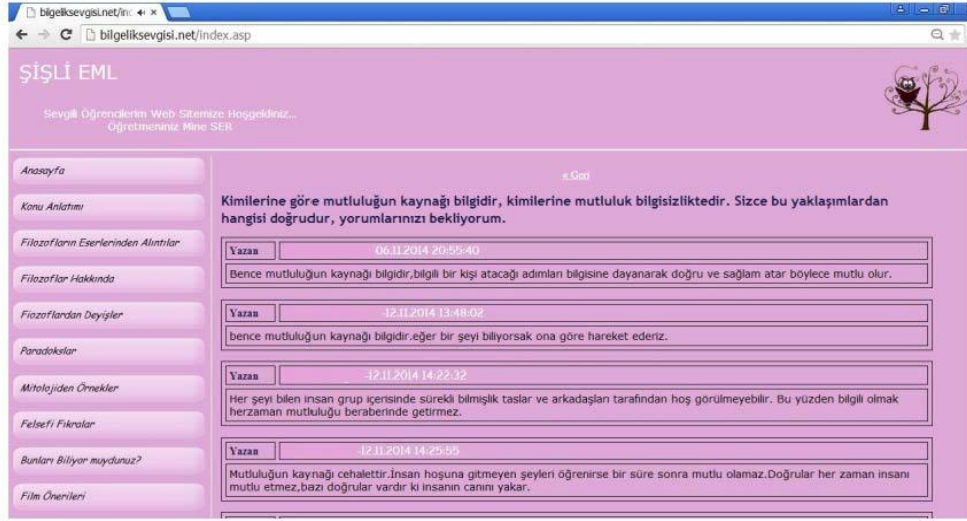 bilgeliksevgisi.net/in
bilgeliksevgisi.net/index.asp
ŞİŞLİ EML
Sevgili Öğrencilerim Web Sitemize Hoşgeldiniz...
Öğretmeniniz Mine SER
Anasayfa
Konu Anlatımı
Filozofların Eserlerinden Alıntılar
Filozoflar Hakkında
Fiozoflardan Deyişler
Paradokslar
Mitolojiden Örnekler
Felsefi Fıkralar
Bunları Biliyor muydunuz?
Film Önerileri
« Geri
Kimilerine göre mutluluğun kaynağı bilgidir, kimilerine mutluluk bilgisizliktedir. Sizce bu yaklaşımlardan
hangisi doğrudur, yorumlarınızı bekliyorum.
Yazan 06.11.2014 20:55:40
Bence mutluluğun kaynağı bilgidir,bilgili bir kişi atacağı adımları bilgisine dayanarak doğru ve sağlam atar böylece mutlu olur.
Yazan -12.11.2014 13:48:02
bence mutluluğun kaynağı bilgidir.eğer bir şeyi biliyorsak ona göre hareket ederiz.
Yazan -12.11.2014 14:22:32
Her şeyi bilen insan grup içerisinde sürekli bilmişlik taslar ve arkadaşları tarafından hoş görülmeyebilir. Bu yüzden bilgili olmak
herzaman mutluluğu beraberinde getirmez.
Yazan -12.11.2014 14:25:55
Mutluluğun kaynağı cehalettir.İnsan hoşuna gitmeyen şeyleri öğrenirse bir süre sonra mutlu olamaz.Doğrular her zaman insanı
mutlu etmez,bazı doğrular vardır ki insanın canını yakar.